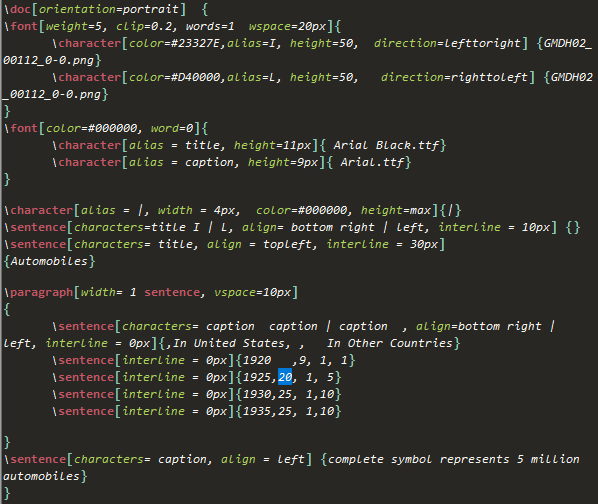 \doc[orientation=portrait]  {
\font[weight=5, clip=0.2, words=1  wspace=20px]{
\character[color=#23327E,alias=I, height=50,  direction=lefttoright] {GMDH02_
00112_0-0.png}
\character[color=#D40000,alias=L, height=50,   direction=righttoleft] {GMDH02
_00112_0-0.png}
}
\font[color=#000000, word=0]{
\character[alias = title, height=11px]{ Arial Black.ttf}
\character[alias = caption, height=9px]{ Arial.ttf}
}
\character[alias = |, width = 4px,  color=#000000, height=max]{|}
\sentence[characters=title I | L, align= bottom right | left, interline = 10px] {}
\sentence[characters= title, align = topleft, interline = 30px]
{Automobiles}
\paragraph[width= 1 sentence, vspace=10px]
{
\sentence[characters= caption  caption | caption  , align=bottom right |
left, interline = 0px]{,In United States, ,   In Other Countries}
\sentence[interline = 0px]{1920   ,9, 1, 1}
\sentence[interline = 0px]{1925,20, 1, 5}
\sentence[interline = 0px]{1930,25, 1,10}
\sentence[interline = 0px]{1935,25, 1,10}
}
\sentence[characters= caption, align = left] {complete symbol represents 5 million
automobiles}
}